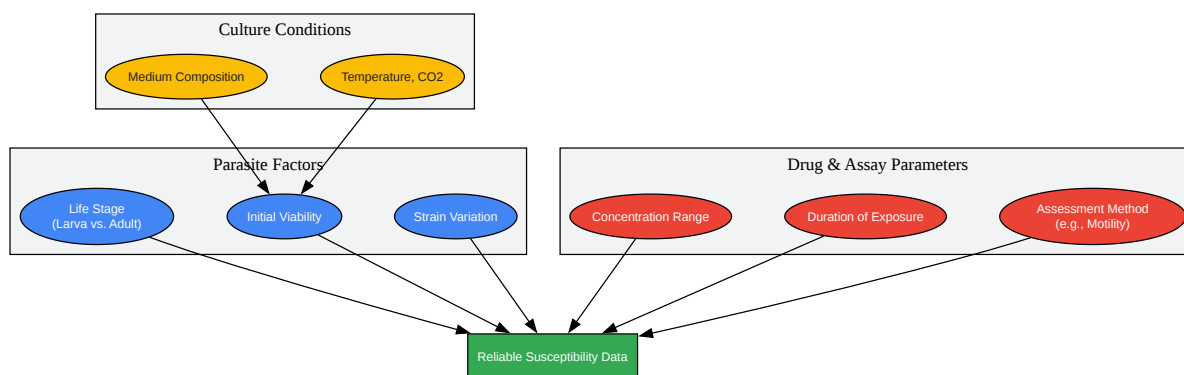 Culture Conditions
Medium Composition
Temperature, CO2
Parasite Factors
Drug & Assay Parameters
Life Stage
(Larva vs. Adult)
Initial Viability
Strain Variation
Concentration Range
Duration of Exposure
Assessment Method
(e.g., Motility)
Reliable Susceptibility Data